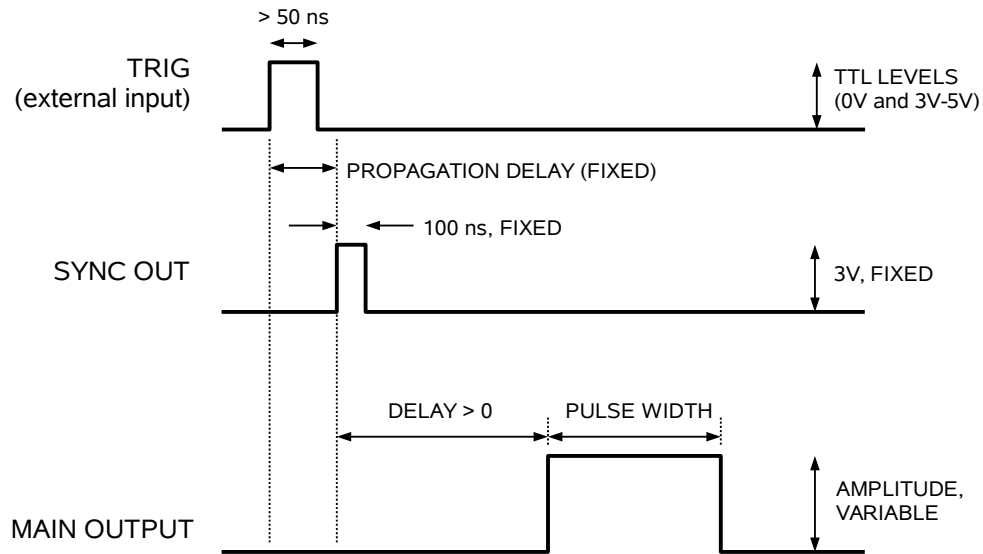 > 50 ns
TRIG
(external input)
TTL LEVELS
(0V and 3V-5V)
PROPAGATION DELAY (FIXED)
100 ns, FIXED
SYNC OUT
3V, FIXED
DELAY > 0
PULSE WIDTH
AMPLITUDE,
VARIABLE
MAIN OUTPUT